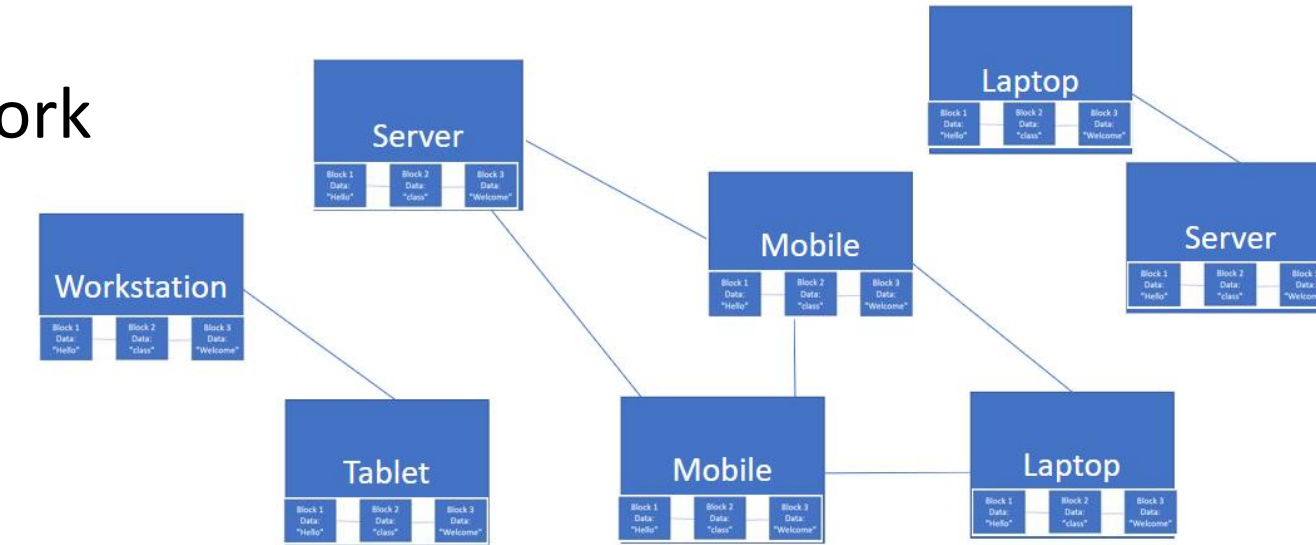 ork
Laptop
Block 1
Data:
"Hello"
Block 2
Data:
"class"
Block 3
Data:
"Welcome"
Server
Block 1
Data:
"Hello"
Block 2
Data:
"class"
Block 3
Data:
"Welcome"
Mobile
Block 1
Data:
"Hello"
Block 2
Data:
"class"
Block 3
Data:
"Welcome"
Server
Block 1
Data:
"Hello"
Block 2
Data:
"class"
Block 3
Data:
"Welcom
Workstation
Block 1
Data:
"Hello"
Block 2
Data:
"class"
Block 3
Data:
"Welcome"
Tablet
Block 1
Data:
"Hello"
Block 2
Data:
"class"
Block 3
Data:
"Welcome"
Mobile
Block 1
Data:
"Hello"
Block 2
Data:
"class"
Block 3
Data:
"Welcome"
Laptop
Block 1
Data:
"Hello"
Block 2
Data:
"class"
Block 3
Data:
"Welcome"